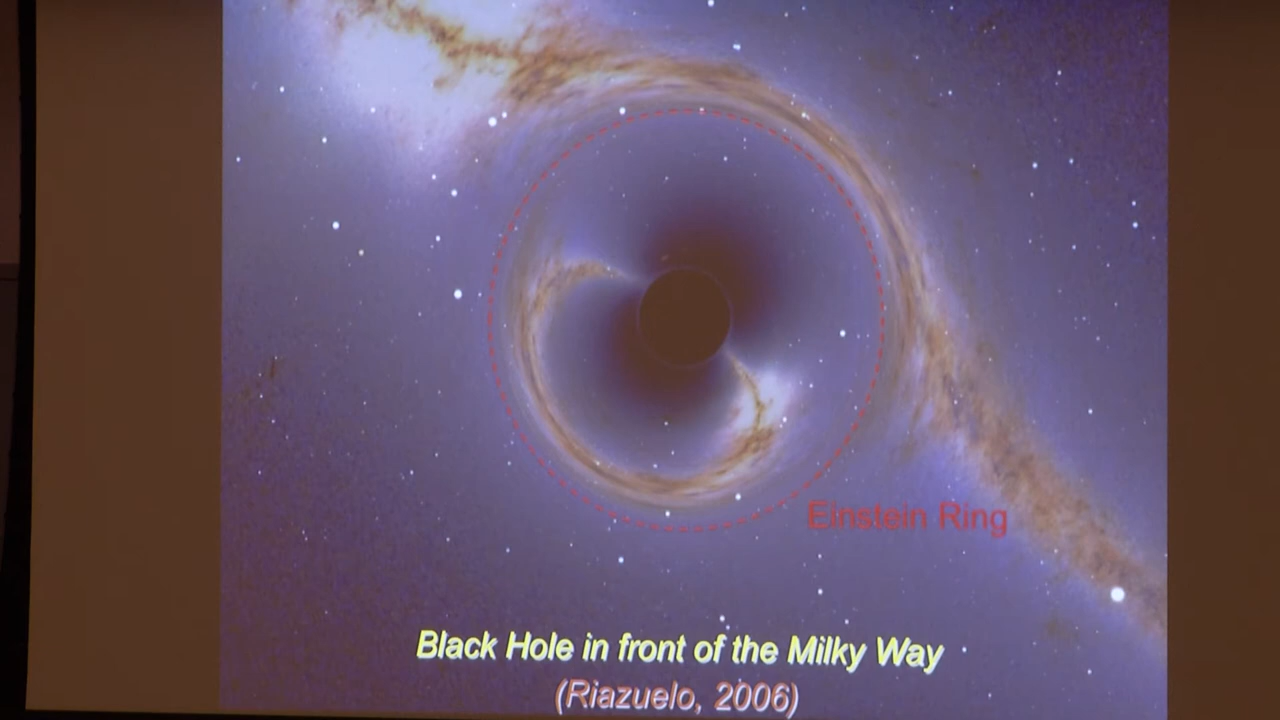 Einstein Ring
Black Hole in front of the Milky Way
(Riazuelo, 2006)